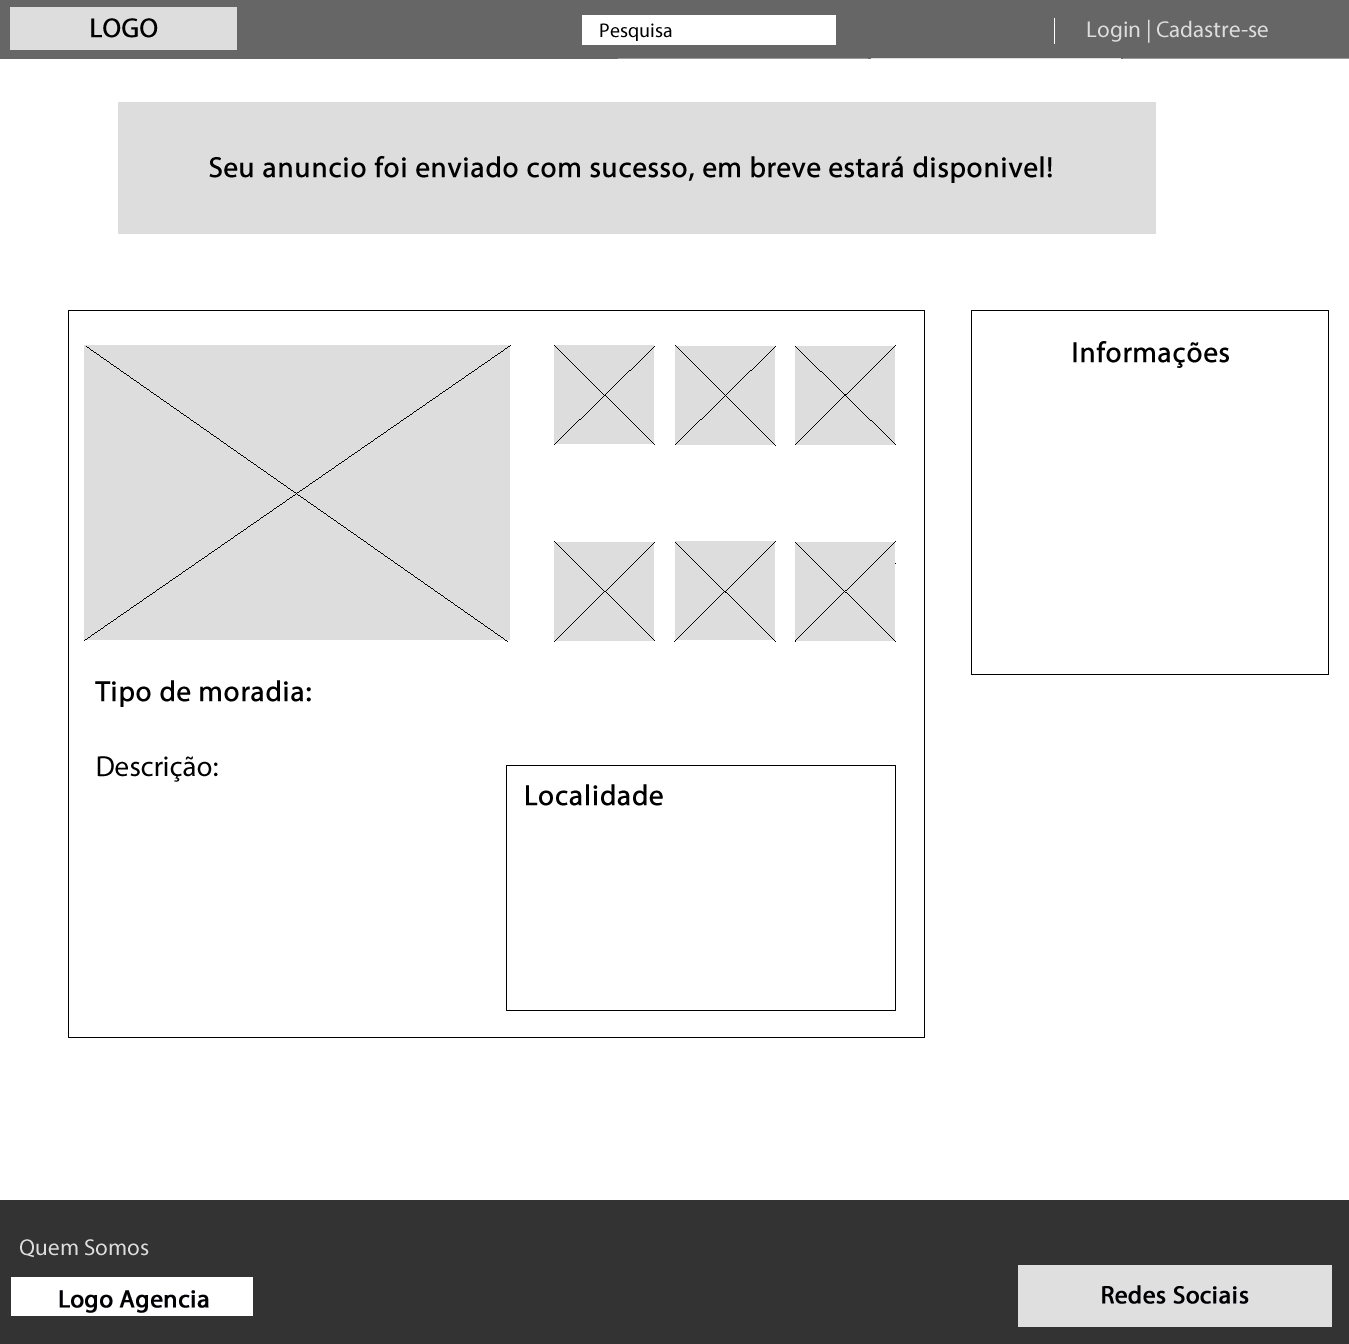 LOGO
Pesquisa
Login | Cadastre-se
Seu anuncio foi enviado com sucesso, em breve estará disponivel!
Informações
Tipo de moradia:
Descrição:
Localidade
Quem Somos
Logo Agencia
Redes Sociais